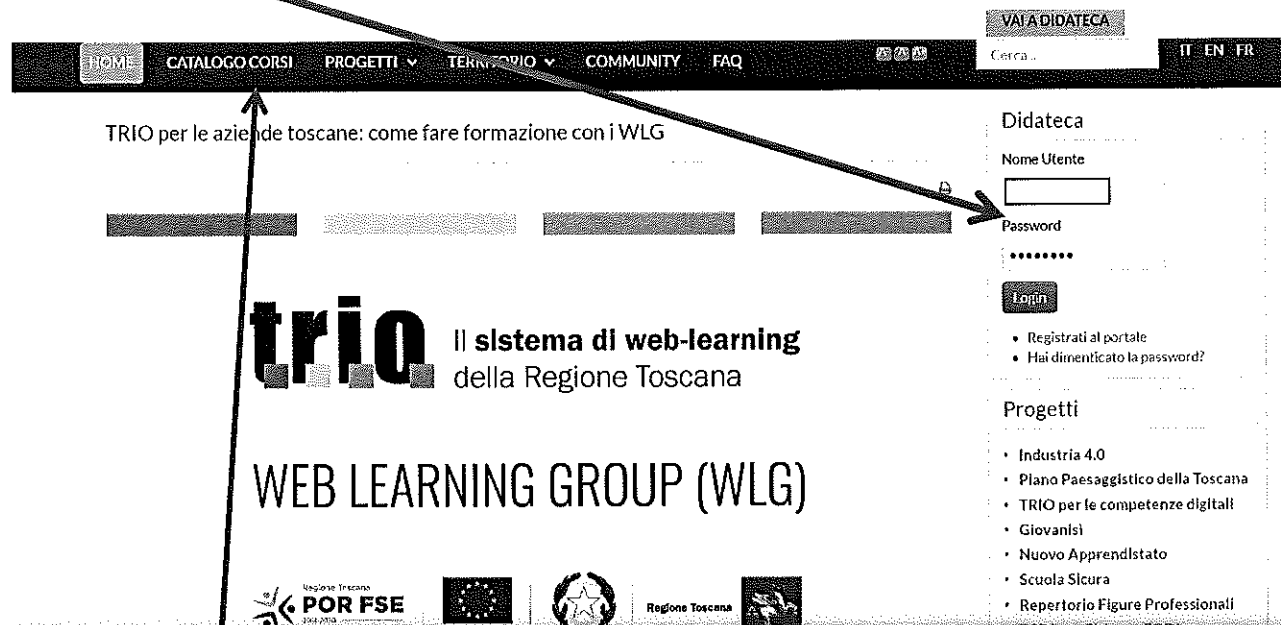 VAI A DIDATECA
HOME CATALOGO CORSI PROGETTI TERRITORIO COMMUNITY FAQ
Cerca...
IT EN FR
TRIO per le aziende toscane: come fare formazione con i WLG
trio
Il sistema di web-learning
della Regione Toscana
WEB LEARNING GROUP (WLG)
Regione Toscana
POR FSE
Regione Toscana
Didateca
Nome Utente
Password
Login
• Registrati al portale
• Hai dimenticato la password?
Progetti
• Industria 4.0
• Piano Paesaggistico della Toscana
• TRIO per le competenze digitali
• Giovanisì
• Nuovo Apprendistato
• Scuola Sicura
• Repertorio Figure Professionali